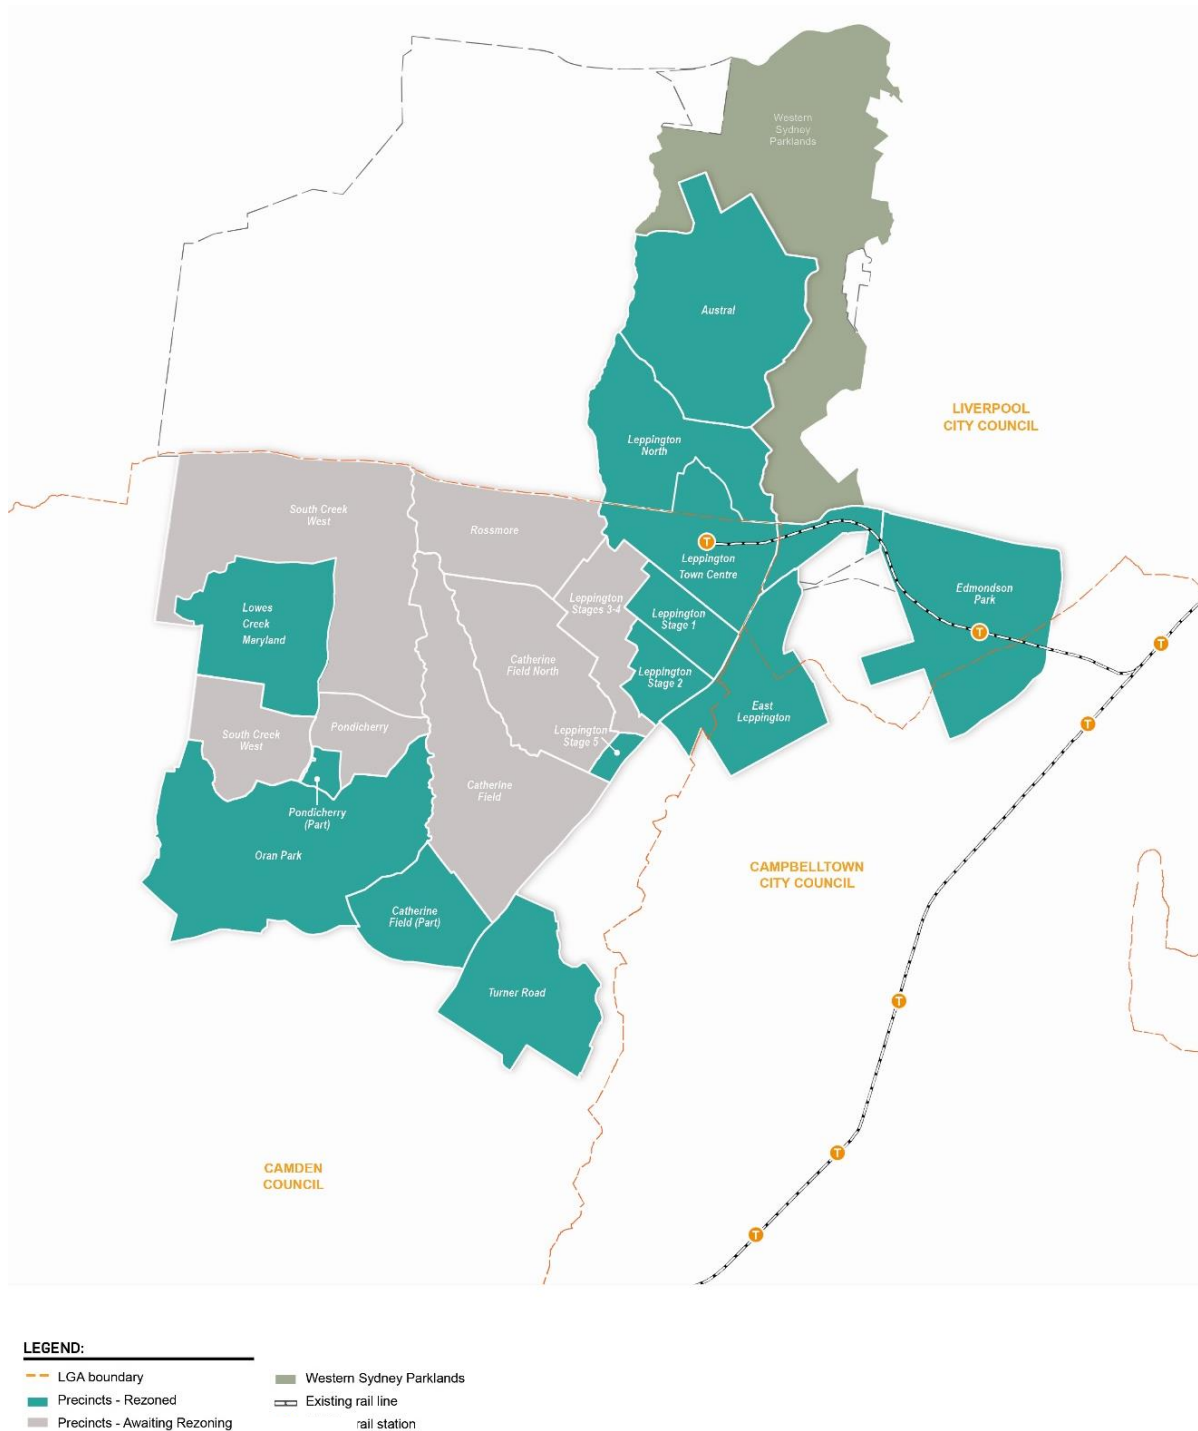 Western
Sydney
Parklands
Austral
LIVERPOOL
CITY COUNCIL
Leppington
North
South Creek
West
Rossmore
T
Leppington
Town Centre
Edmondson
Park
Leppington
Stages 3-4
Lowes
Creek
Maryland
Leppington
Stage 1
T
T
Catherine
Field North
Leppington
Stage 2
East
Leppington
T
Pondicherry
South Creek
West
Leppington
Stage 5
Catherine
Field
Pondicherry
(Part)
Oran Park
CAMPBELLTOWN
CITY COUNCIL
Catherine
Field (Part)
Turner Road
T
T
CAMDEN
COUNCIL
T
LEGEND:
LGA boundary
Precincts - Rezoned
Precincts - Awaiting Rezoning
Western Sydney Parklands
Existing rail line
rail station